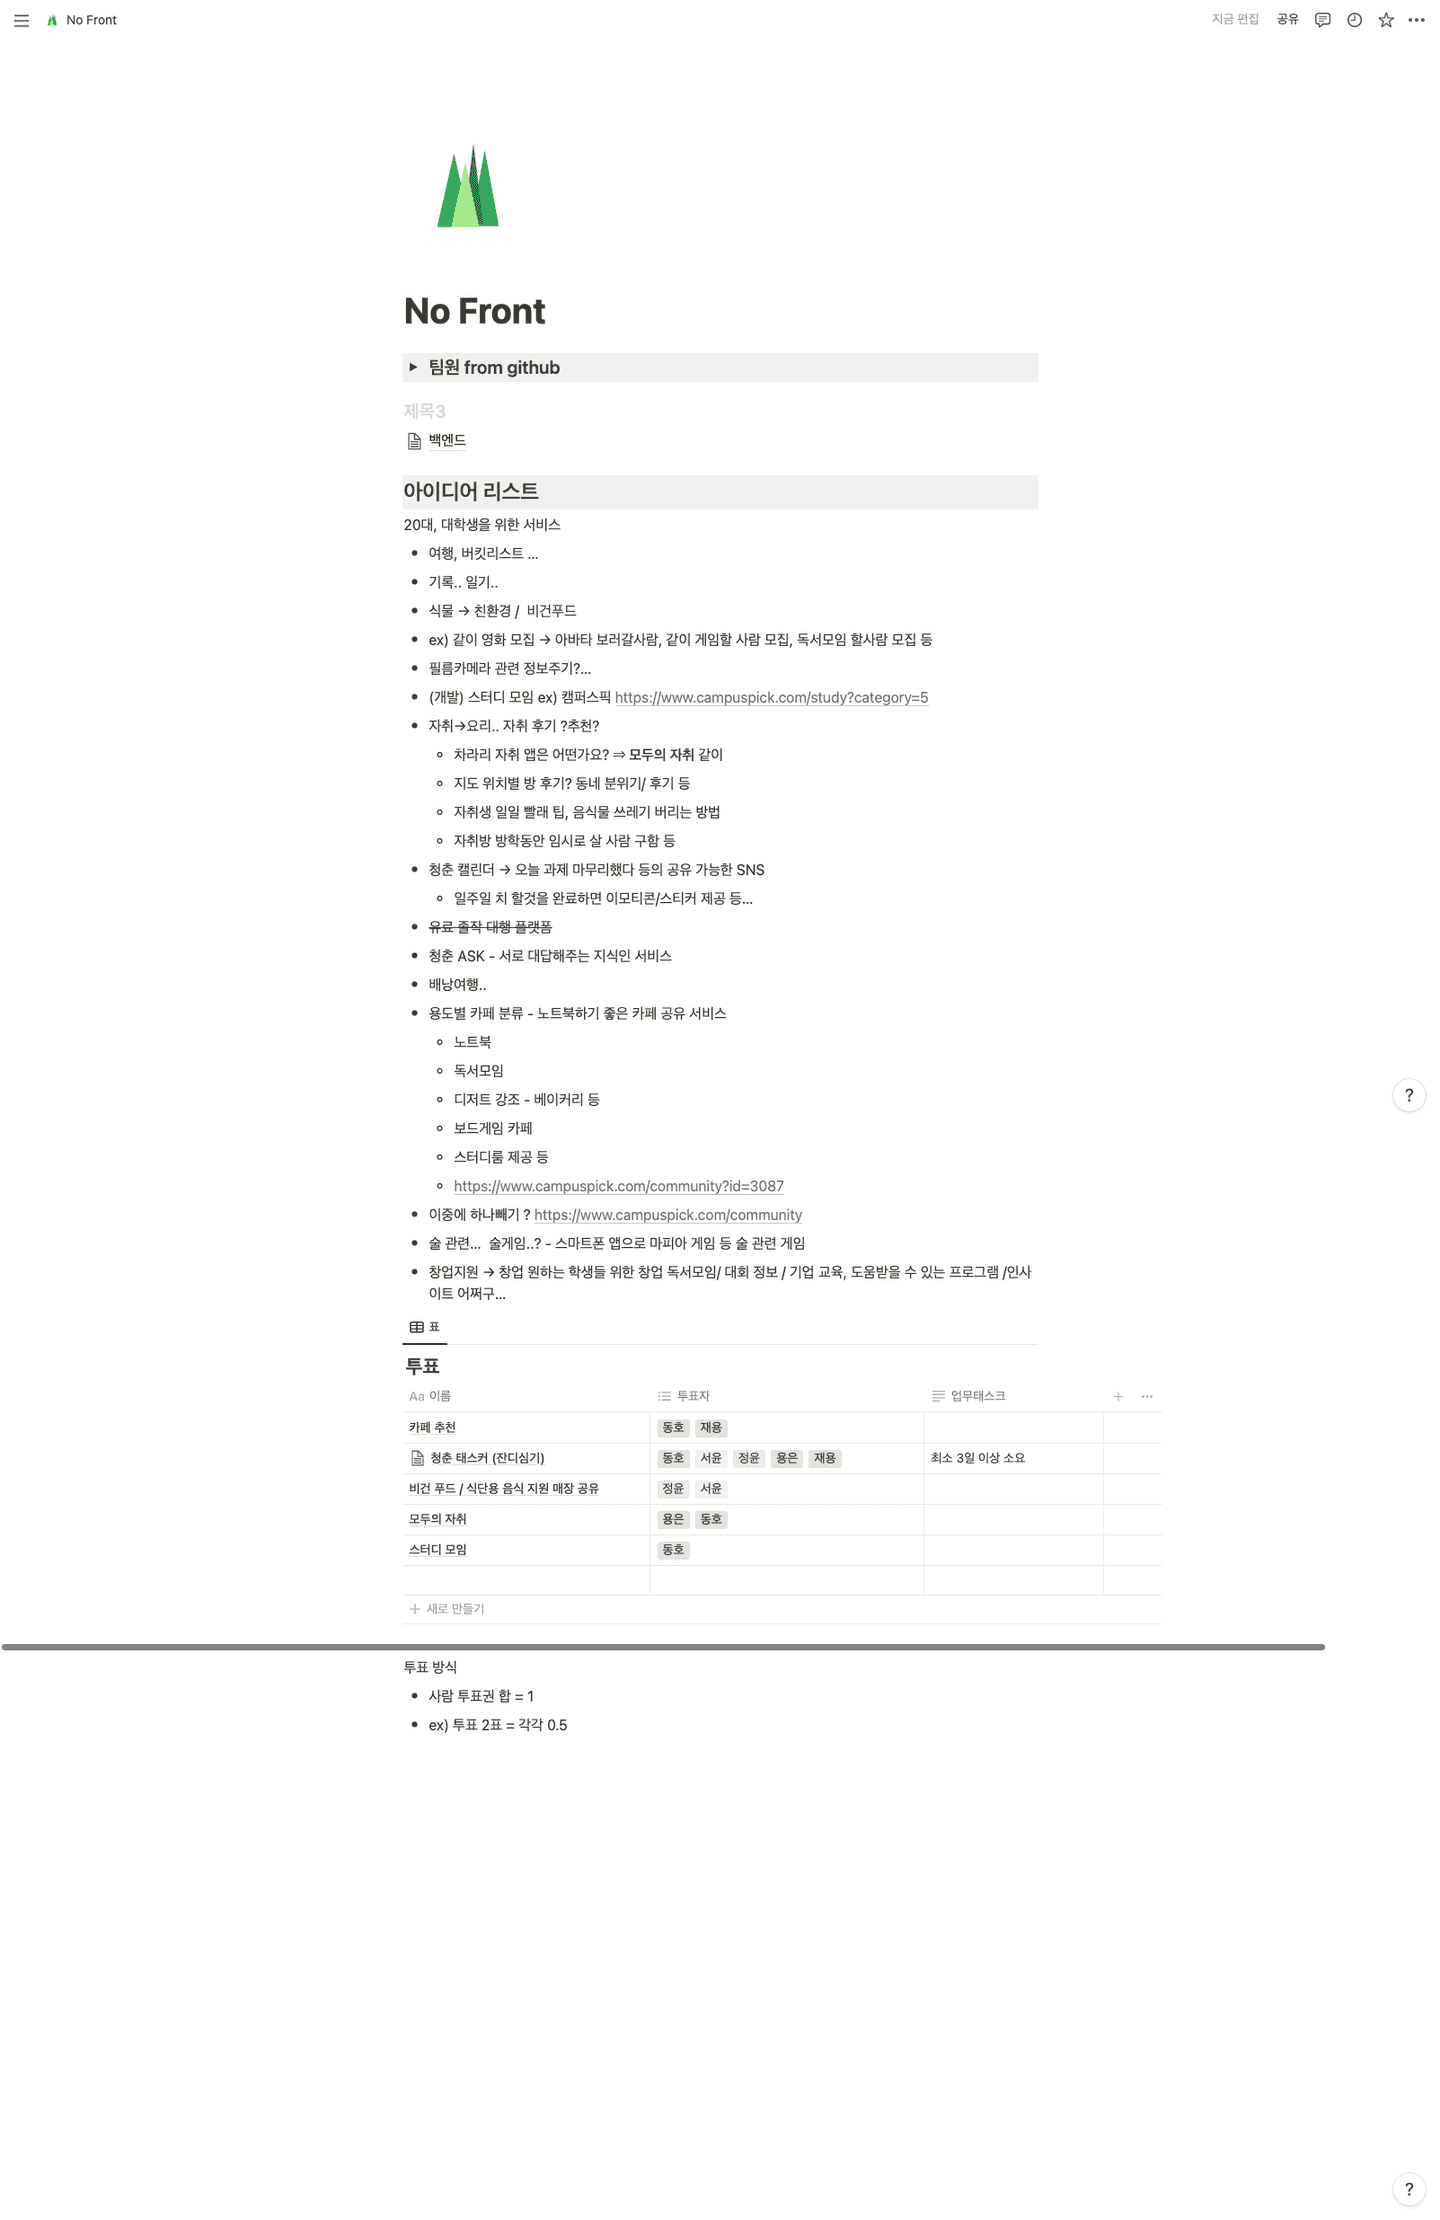 No Front
지금 편집 공유
No Front
팀원 from github
제목3
백엔드
아이디어 리스트
20대, 대학생을 위한 서비스
여행, 버킷리스트 ...
기록.. 일기..
식물 → 친환경 / 비건푸드
ex) 같이 영화 모집 → 아바타 보러갈사람, 같이 게임할 사람 모집, 독서모임 할사람 모집 등
필름카메라 관련 정보주기?...
(개발) 스터디 모임 ex) 캠퍼스픽 https://www.campuspick.com/study?category=5
자취→요리.. 자취 후기 ?추천?
차라리 자취 앱은 어떤가요? ⇒ 모두의 자취 같이
지도 위치별 방 후기? 동네 분위기/ 후기 등
자취생 일일 빨래 팁, 음식물 쓰레기 버리는 방법
자취방 방학동안 임시로 살 사람 구함 등
청춘 캘린더 → 오늘 과제 마무리했다 등의 공유 가능한 SNS
일주일 치 할것을 완료하면 이모티콘/스티커 제공 등...
유료 졸작 대행 플랫폼
청춘 ASK - 서로 대답해주는 지식인 서비스
배낭여행..
용도별 카페 분류 - 노트북하기 좋은 카페 공유 서비스
노트북
독서모임
디저트 강조 - 베이커리 등
보드게임 카페
스터디룸 제공 등
https://www.campuspick.com/community?id=3087
이중에 하나빼기 ? https://www.campuspick.com/community
술 관련... 술게임..? - 스마트폰 앱으로 마피아 게임 등 술 관련 게임
창업지원 → 창업 원하는 학생들 위한 창업 독서모임/ 대회 정보 / 기업 교육, 도움받을 수 있는 프로그램 /인사
이트 어쩌구...
표
투표
Aa 이름 투표자 업무태스크
카페 추천 동호 재용
청춘 태스커 (잔디심기) 동호 서윤 정윤 용은 재용 최소 3일 이상 소요
비건 푸드 / 식단용 음식 지원 매장 공유 정윤 서윤
모두의 자취 용은 동호
스터디 모임 동호
새로 만들기
투표 방식
사람 투표권 합 = 1
ex) 투표 2표 = 각각 0.5
?
?